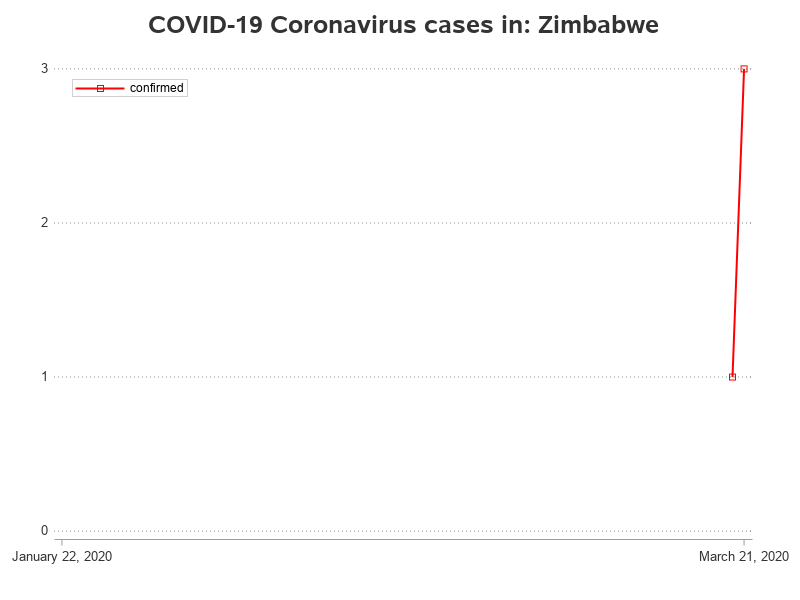 COVID-19 Coronavirus cases in: Zimbabwe
3
confirmed
2
1
0
January 22, 2020
March 21, 2020